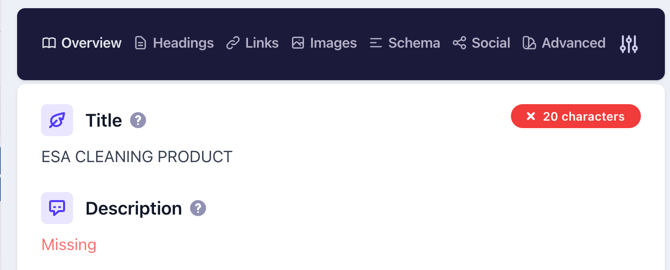 Overview Headings Links Images Schema Social Advanced
Title ? × 20 characters
ESA CLEANING PRODUCT
Description ?
Missing